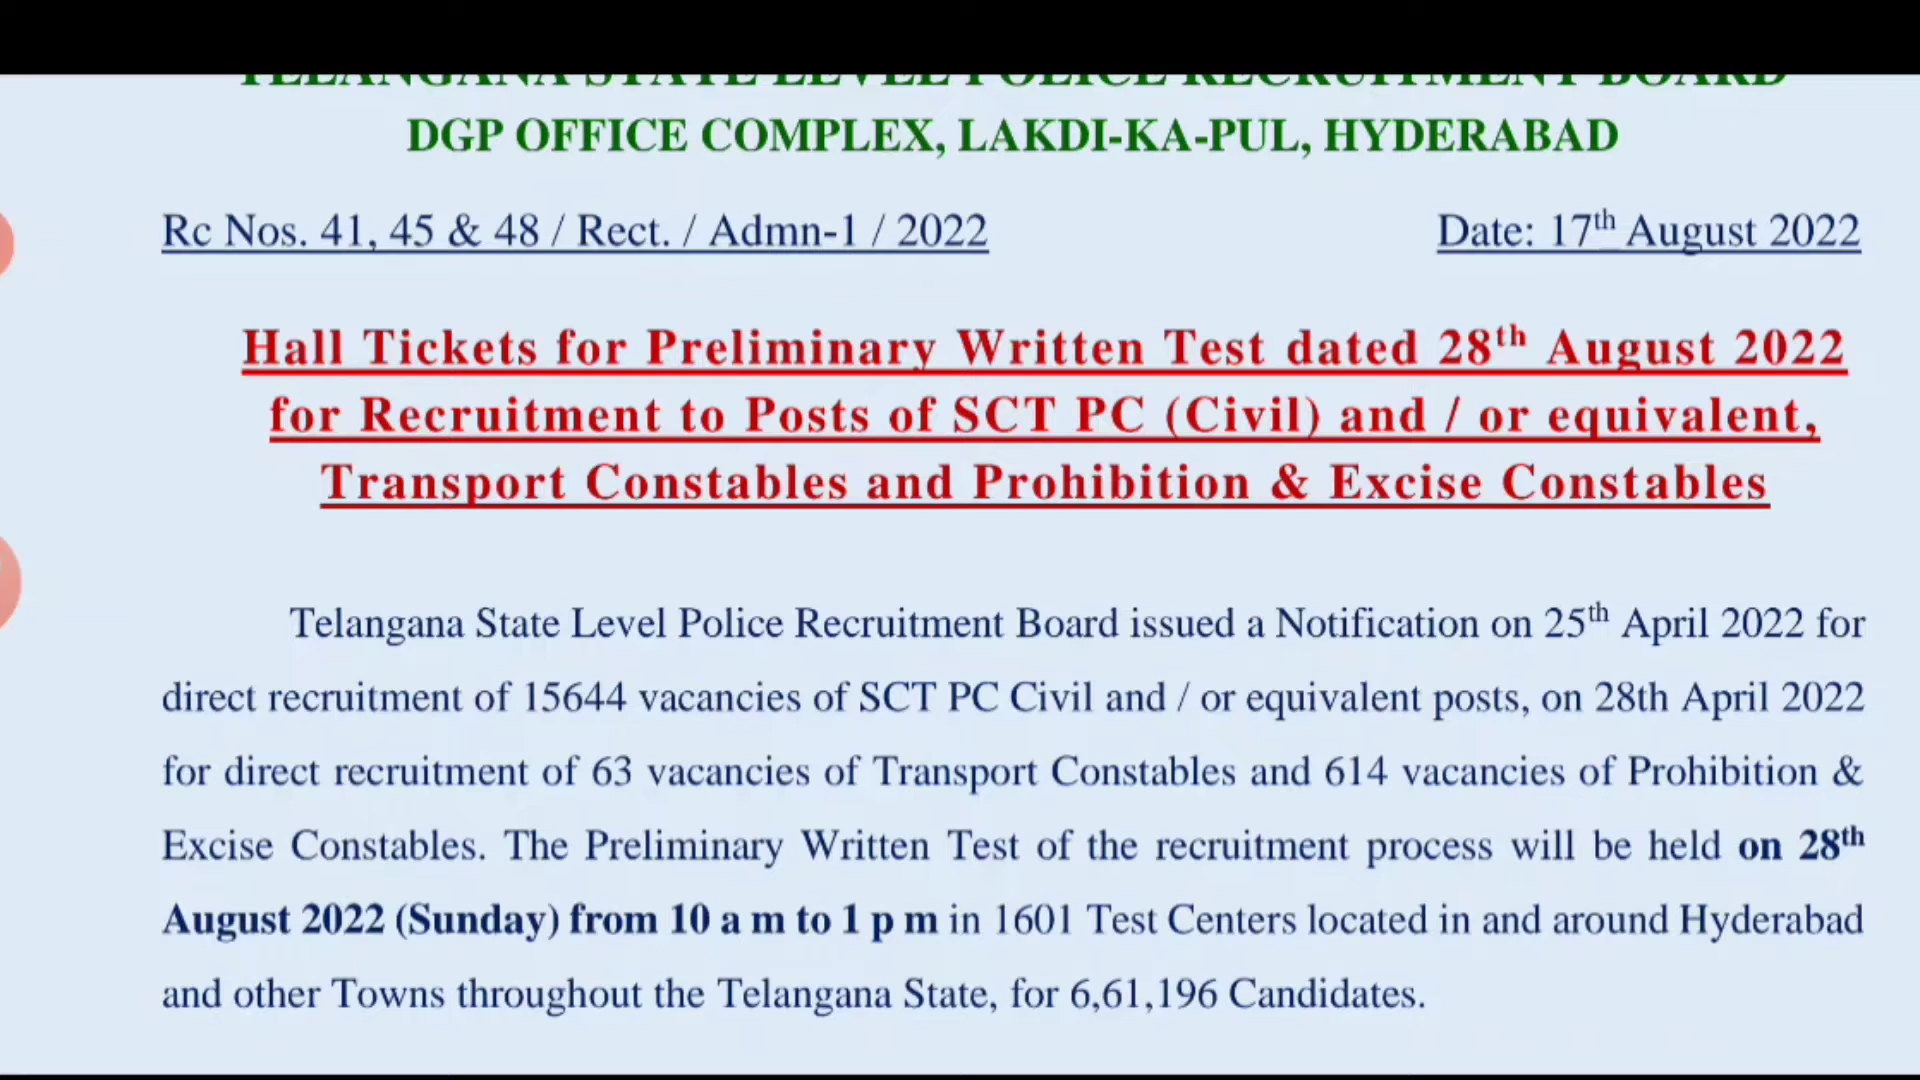 TELANGANA STATE LEVEL POLICE RECRUITMENT BOARD
DGP OFFICE COMPLEX, LAKDI-KA-PUL, HYDERABAD
Rc Nos. 41, 45 & 48 / Rect. / Admn-1 / 2022 Date: 17th August 2022
Hall Tickets for Preliminary Written Test dated 28th August 2022
for Recruitment to Posts of SCT PC (Civil) and / or equivalent,
Transport Constables and Prohibition & Excise Constables
Telangana State Level Police Recruitment Board issued a Notification on 25th April 2022 for
direct recruitment of 15644 vacancies of SCT PC Civil and / or equivalent posts, on 28th April 2022
for direct recruitment of 63 vacancies of Transport Constables and 614 vacancies of Prohibition &
Excise Constables. The Preliminary Written Test of the recruitment process will be held on 28th
August 2022 (Sunday) from 10 a m to 1 p m in 1601 Test Centers located in and around Hyderabad
and other Towns throughout the Telangana State, for 6,61,196 Candidates.